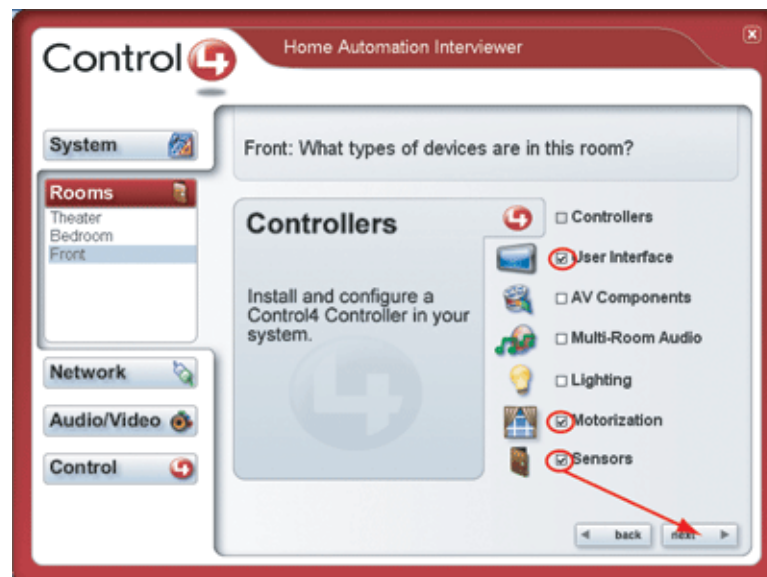 Control4
Home Automation Interviewer
System
Rooms
Theater
Bedroom
Front
Network
Audio/Video
Control
Front: What types of devices are in this room?
Controllers
Install and configure a
Control4 Controller in your
system.
Controllers
User Interface
AV Components
Multi-Room Audio
Lighting
Motorization
Sensors
back
next